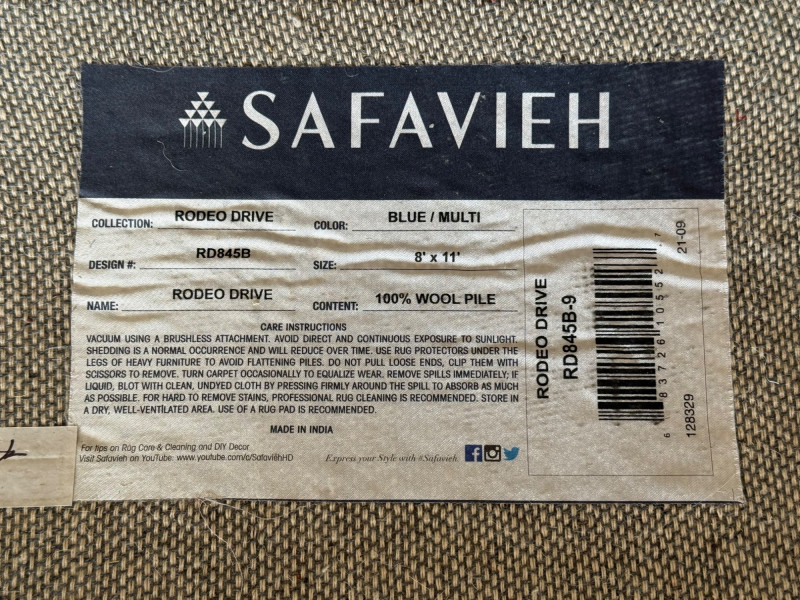 SAFAVIEH
COLLECTION: RODEO DRIVE COLOR: BLUE / MULTI
DESIGN #: RD845B SIZE: 8' x 11'
NAME: RODEO DRIVE CONTENT: 100% WOOL PILE
CARE INSTRUCTIONS
VACUUM USING A BRUSHLESS ATTACHMENT. AVOID DIRECT AND CONTINUOUS EXPOSURE TO SUNLIGHT.
SHEDDING IS A NORMAL OCCURRENCE AND WILL REDUCE OVER TIME. USE RUG PROTECTORS UNDER THE
LEGS OF HEAVY FURNITURE TO AVOID FLATTENING PILES. DO NOT PULL LOOSE ENDS, CLIP THEM WITH
SCISSORS TO REMOVE. TURN CARPET OCCASIONALLY TO EQUALIZE WEAR. REMOVE SPILLS IMMEDIATELY; IF
LIQUID, BLOT WITH CLEAN, UNDYED CLOTH BY PRESSING FIRMLY AROUND THE SPILL TO ABSORB AS MUCH
AS POSSIBLE. FOR HARD TO REMOVE STAINS, PROFESSIONAL RUG CLEANING IS RECOMMENDED. STORE IN
A DRY, WELL-VENTILATED AREA. USE OF A RUG PAD IS RECOMMENDED.
MADE IN INDIA
For tips on Rug Care & Cleaning and DIY Decor
Visit Safavieh on YouTube: www.youtube.com/c/SafaviehHD
Express your Style with #Safavieh
RODEO DRIVE
RD845B-9
6 83726 10552 7
128329 21-09